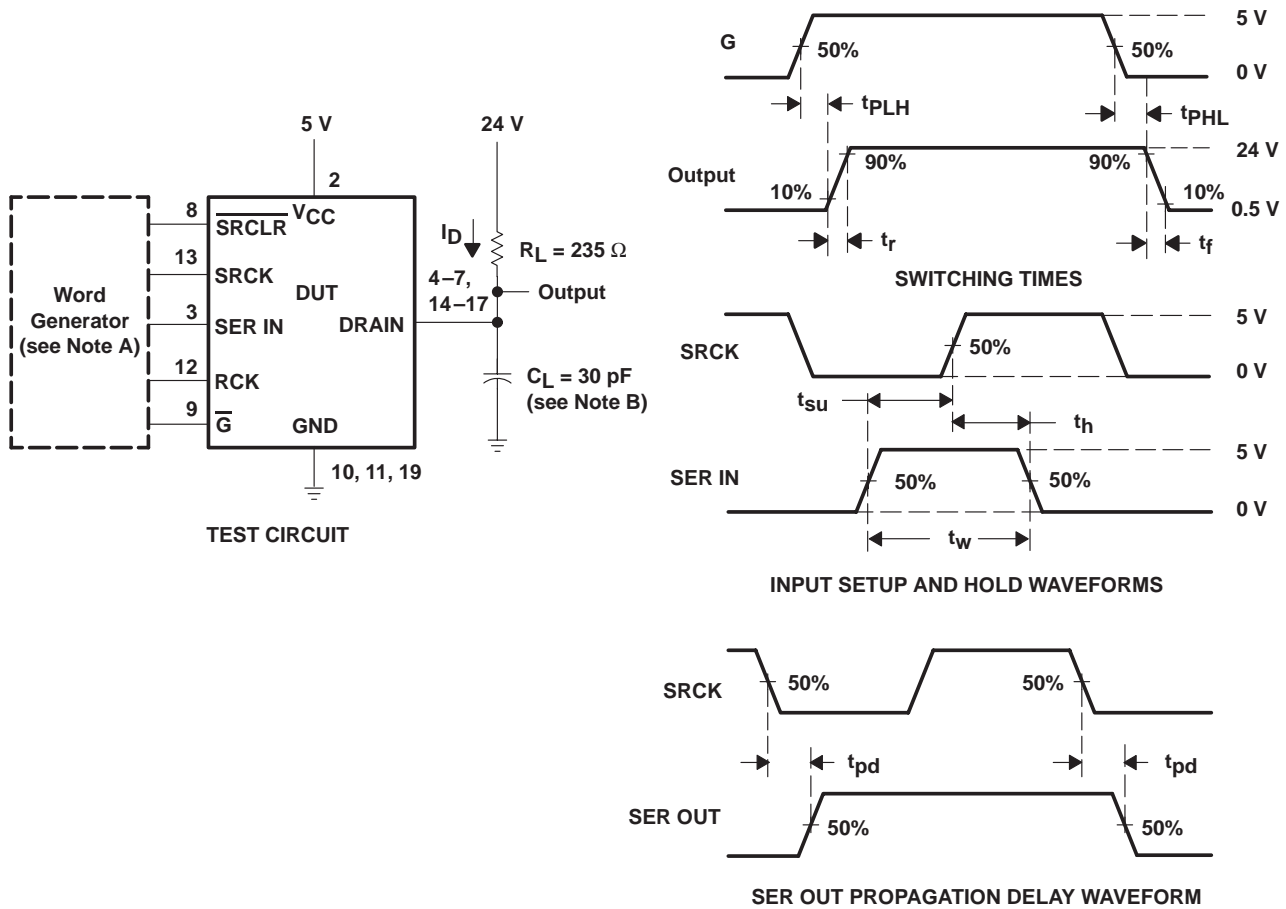 5 V
24 V
2
8
SRCLR
VCC
13
SRCK
DUT
Word
Generator
(see Note A)
3
SER IN
DRAIN
12
RCK
9
G
GND
10, 11, 19
ID
RL = 235 Ω
4–7,
14–17
Output
CL = 30 pF
(see Note B)
TEST CIRCUIT
G
5 V
50%
50%
0 V
tPLH
tPHL
Output
24 V
90%
90%
10%
10%
0.5 V
tr
tf
SWITCHING TIMES
SRCK
5 V
50%
0 V
tsu
th
SER IN
5 V
50%
50%
0 V
tw
INPUT SETUP AND HOLD WAVEFORMS
SRCK
50%
50%
tpd
tpd
SER OUT
50%
50%
SER OUT PROPAGATION DELAY WAVEFORM